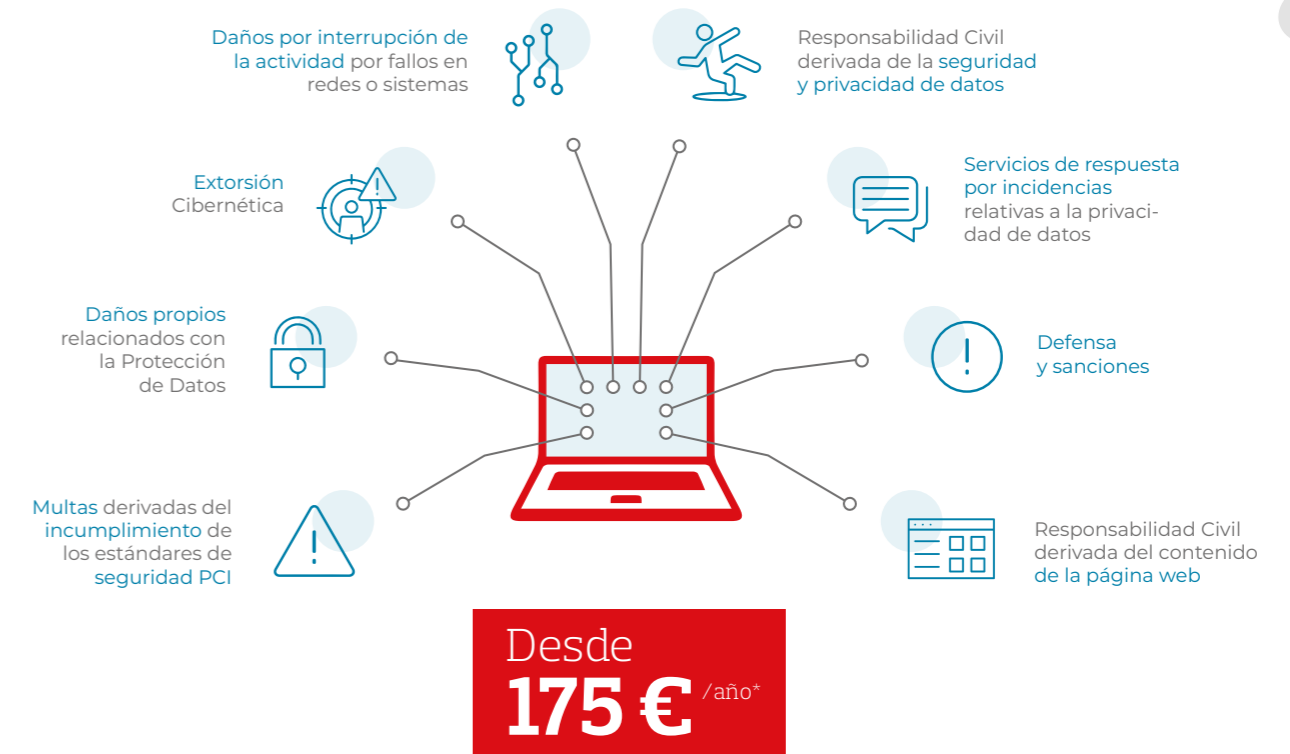 Daños por interrupción de
la actividad por fallos en
redes o sistemas
Responsabilidad Civil
derivada de la seguridad
y privacidad de datos
Extorsión
Cibernética
Servicios de respuesta
por incidencias
relativas a la privaci-
dad de datos
Daños propios
relacionados con
la Protección
de Datos
Defensa
y sanciones
Multas derivadas del
incumplimiento de
los estándares de
seguridad PCI
Responsabilidad Civil
derivada del contenido
de la página web
Desde
175 € /año*